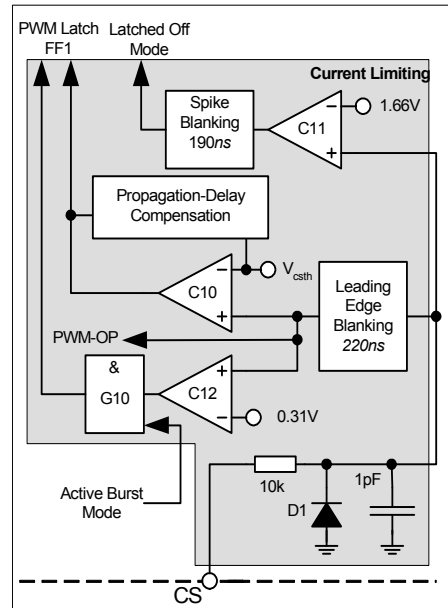 PWM Latch
FF1
Latched Off
Mode
Current Limiting
Spike
Blanking
190ns
C11
1.66V
Propagation-Delay
Compensation
C10
Vcsth
Leading
Edge
Blanking
220ns
PWM-OP
&
G10
C12
0.31V
Active Burst
Mode
10k
1pF
D1
CS